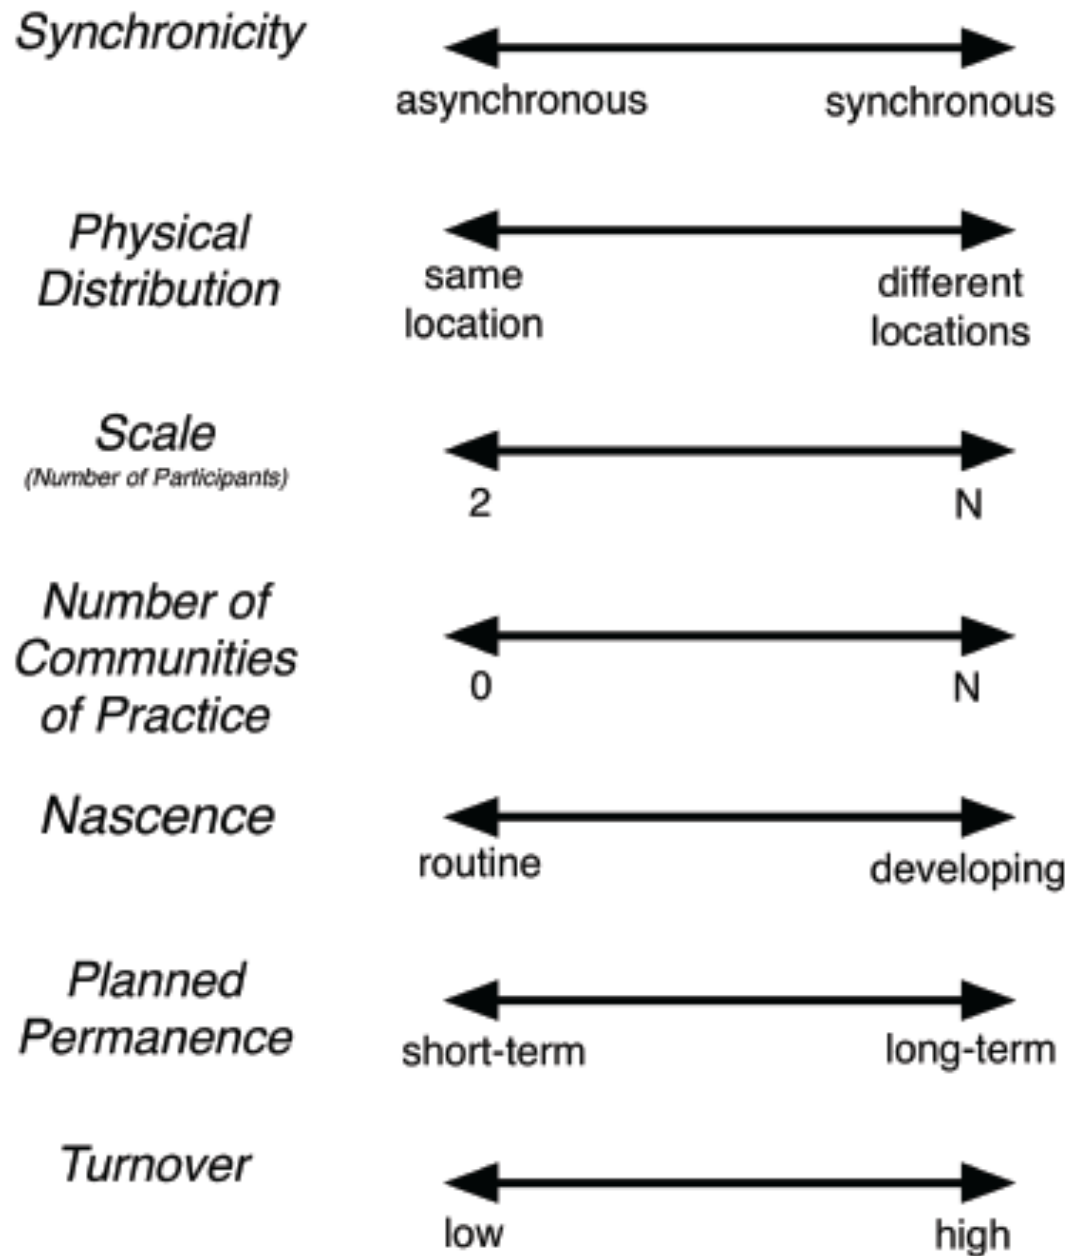 Synchronicity
asynchronous synchronous
Physical
Distribution
same
location
different
locations
Scale
(Number of Participants)
2 N
Number of
Communities
of Practice
0 N
Nascence
routine developing
Planned
Permanence
short-term long-term
Turnover
low high